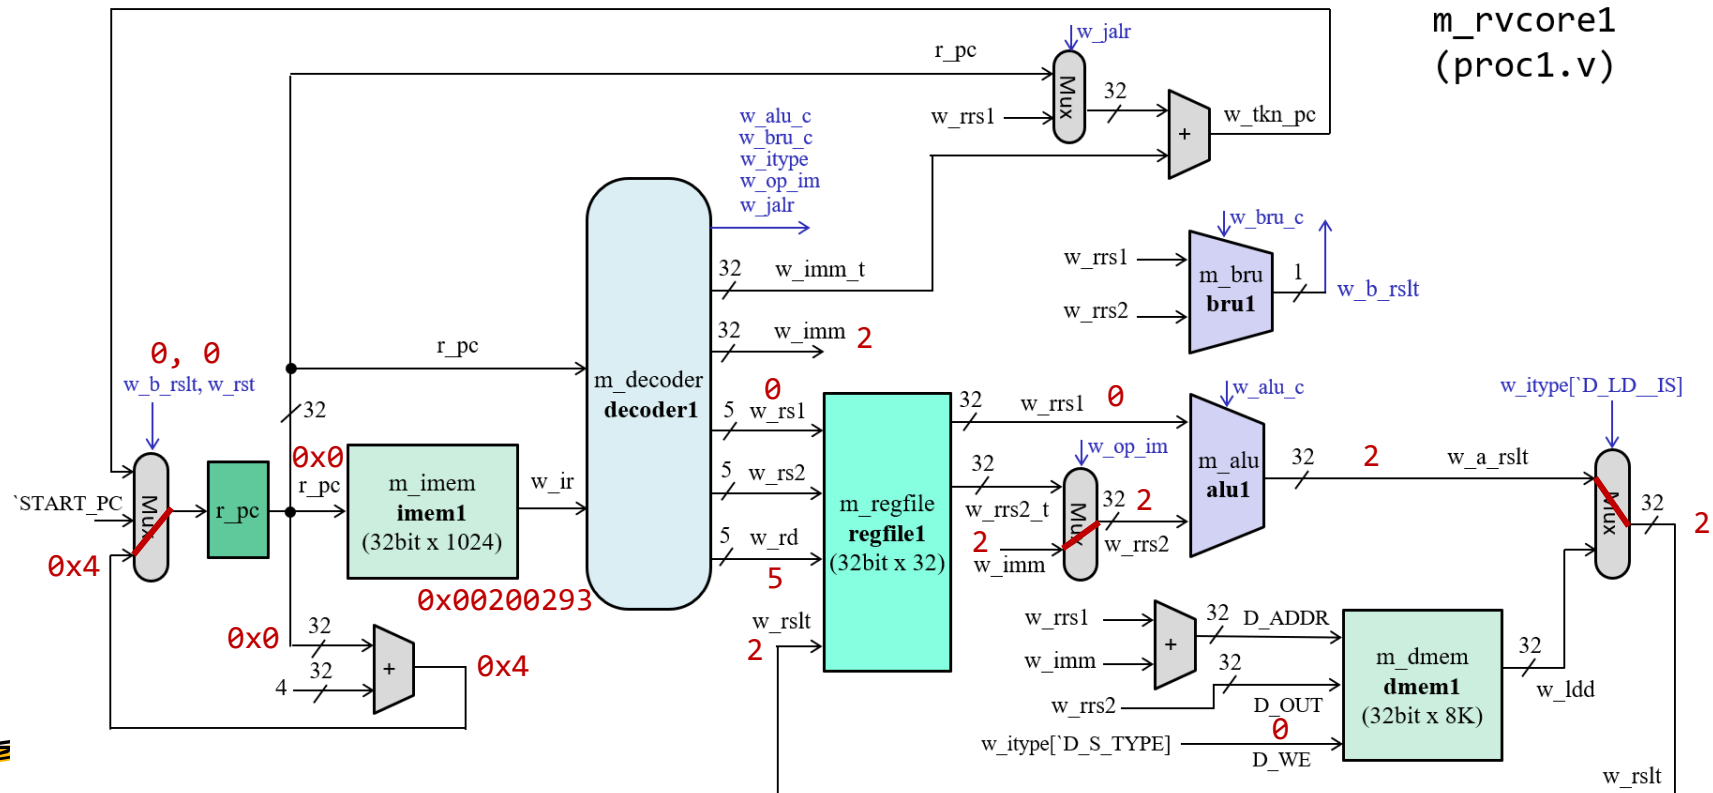 m_rvcore1
(proc1.v)
w_jalr
r_pc
Mux
32
w_rrs1
+
w_tkn_pc
w_alu_c
w_bru_c
w_itype
w_op_im
w_jalr
w_bru_c
w_rrs1
m_bru
bru1
1
w_b_rslt
w_rrs2
32
w_imm_t
32
w_imm
2
0, 0
w_b_rslt, w_rst
r_pc
m_decoder
decoder1
32
0
5
w_rs1
5
w_rs2
5
w_rd
5
w_rslt
2
32
w_rrs1
0
w_alu_c
w_itype[`D_LD__IS]
w_op_im
32
w_rrs2_t
2
w_imm
Mux
32
2
w_rrs2
m_alu
alu1
32
2
w_a_rslt
Mux
32
2
`START_PC
Mux
0x4
r_pc
0x0
r_pc
m_imem
imem1
(32bit x 1024)
w_ir
0x00200293
m_regfile
regfile1
(32bit x 32)
0x0
32
4
32
+
0x4
w_rrs1
w_imm
+
32
D_ADDR
w_rrs2
32
D_OUT
0
w_itype[`D_S_TYPE]
D_WE
m_dmem
dmem1
(32bit x 8K)
32
w_ldd
w_rslt